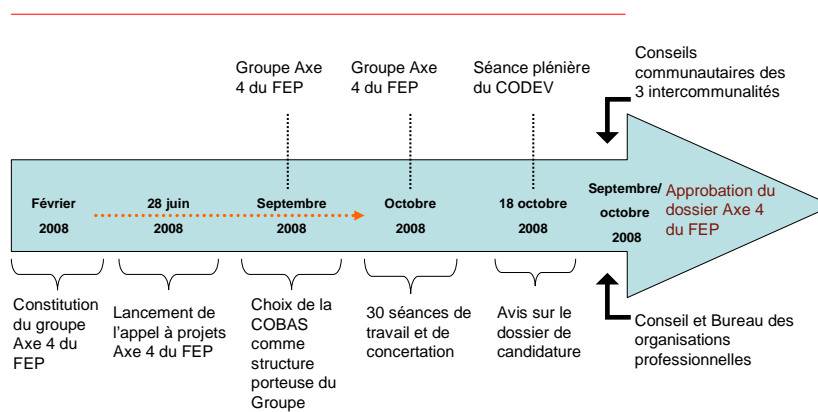 Groupe Axe
4 du FEP
Groupe Axe
4 du FEP
Séance plénière
du CODEV
Conseils
communautaires des
3 intercommunalités
Février
2008
28 juin
2008
Septembre
2008
Octobre
2008
18 octobre
2008
Septembre/
octobre
2008
Approbation du
dossier Axe 4
du FEP
Constitution
du groupe
Axe 4 du
FEP
Lancement de
l’appel à projets
Axe 4 du FEP
Choix de la
COBAS
comme
structure
porteuse du
Groupe
30 séances de
travail et de
concertation
Avis sur le
dossier de
candidature
Conseil et Bureau des
organisations
professionnelles